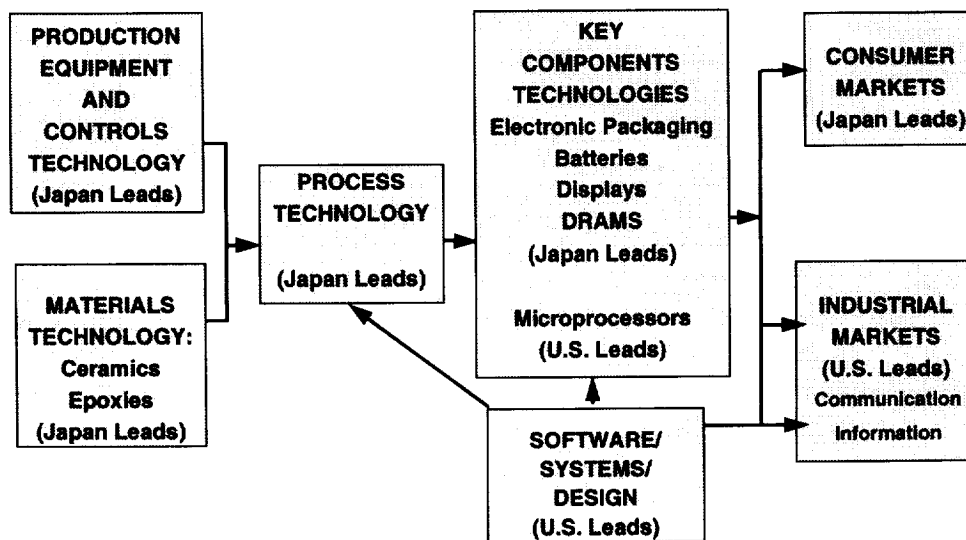 PRODUCTION
EQUIPMENT
AND
CONTROLS
TECHNOLOGY
(Japan Leads)
MATERIALS
TECHNOLOGY:
Ceramics
Epoxies
(Japan Leads)
PROCESS
TECHNOLOGY
(Japan Leads)
KEY
COMPONENTS
TECHNOLOGIES
Electronic Packaging
Batteries
Displays
DRAMS
(Japan Leads)
Microprocessors
(U.S. Leads)
SOFTWARE/
SYSTEMS/
DESIGN
(U.S. Leads)
CONSUMER
MARKETS
(Japan Leads)
INDUSTRIAL
MARKETS
(U.S. Leads)
Communication
Information